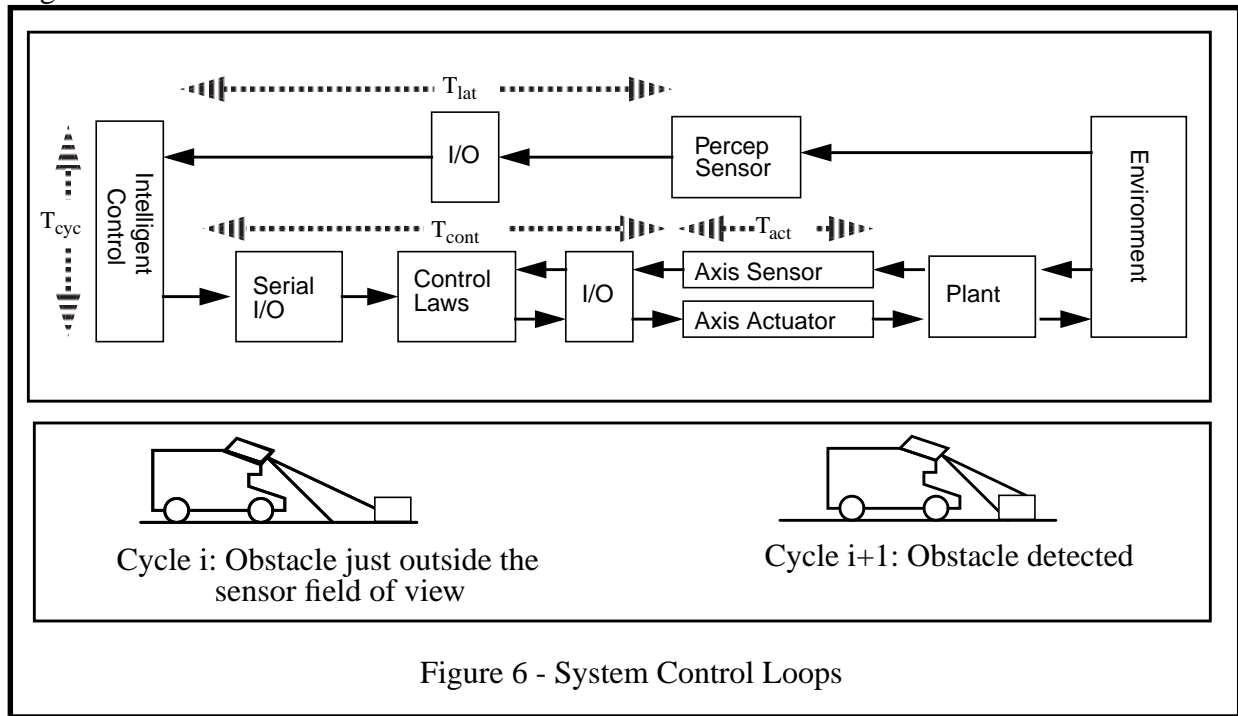 T_lat
I/O
Percep
Sensor
Environment
Intelligent
Control
T_cyc
T_cont
T_act
Serial
I/O
Control
Laws
I/O
Axis Sensor
Axis Actuator
Plant
Cycle i: Obstacle just outside the
sensor field of view
Cycle i+1: Obstacle detected
Figure 6 - System Control Loops